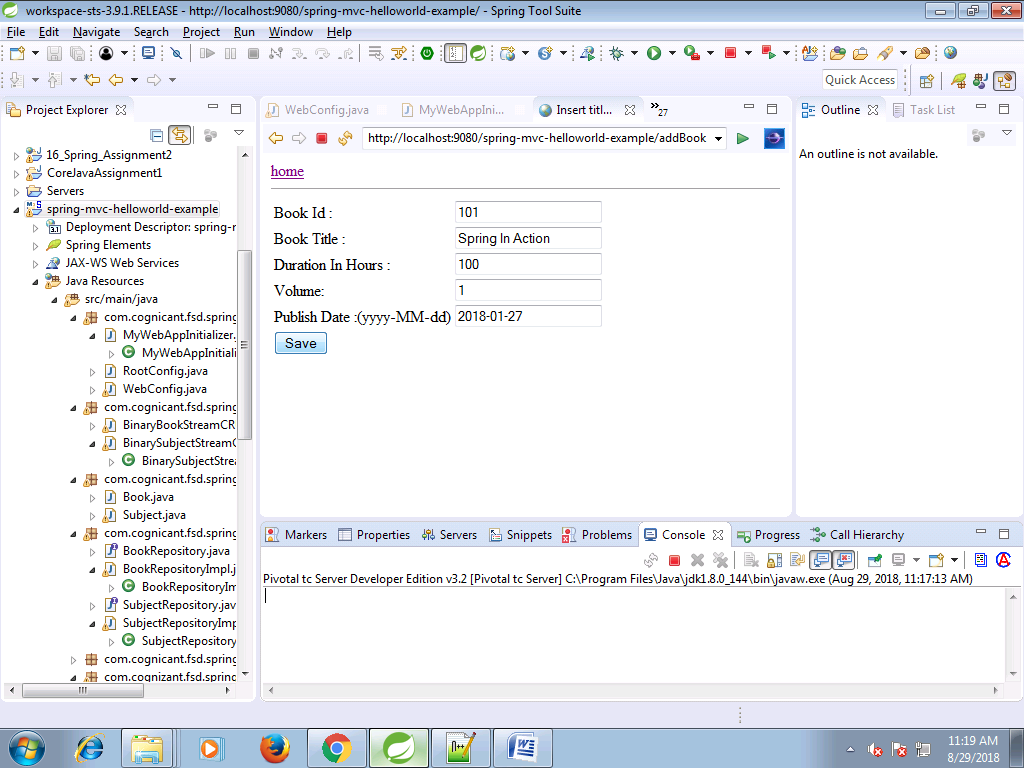 workspace-sts-3.9.1.RELEASE - http://localhost:9080/spring-mvc-helloworld-example/ - Spring Tool Suite
File Edit Navigate Search Project Run Window Help
Quick Access
Project Explorer
16_Spring_Assignment2
CoreJavaAssignment1
Servers
spring-mvc-helloworld-example
Deployment Descriptor: spring-r
Spring Elements
JAX-WS Web Services
Java Resources
src/main/java
com.cognicant.fsd.spring
MyWebAppInitializer.
MyWebAppInitiali
RootConfig.java
WebConfig.java
com.cognicant.fsd.spring
BinaryBookStreamCR
BinarySubjectStreamC
BinarySubjectStrea
com.cognicant.fsd.spring
Book.java
Subject.java
com.cognicant.fsd.spring
BookRepository.java
BookRepositoryImpl.j
BookRepositoryIm
SubjectRepository.jav
SubjectRepositoryImp
SubjectRepository
com.cognicant.fsd.spring
com.cognizant.fsd.spring
WebConfig.java MyWebAppIni... Insert titl... »27
http://localhost:9080/spring-mvc-helloworld-example/addBook
home
Book Id : 101
Book Title : Spring In Action
Duration In Hours : 100
Volume: 1
Publish Date :(yyyy-MM-dd) 2018-01-27
Save
Outline Task List
An outline is not available.
Markers Properties Servers Snippets Problems Console Progress Call Hierarchy
Pivotal tc Server Developer Edition v3.2 [Pivotal tc Server] C:\Program Files\Java\jdk1.8.0_144\bin\javaw.exe (Aug 29, 2018, 11:17:13 AM)
11:19 AM
8/29/2018